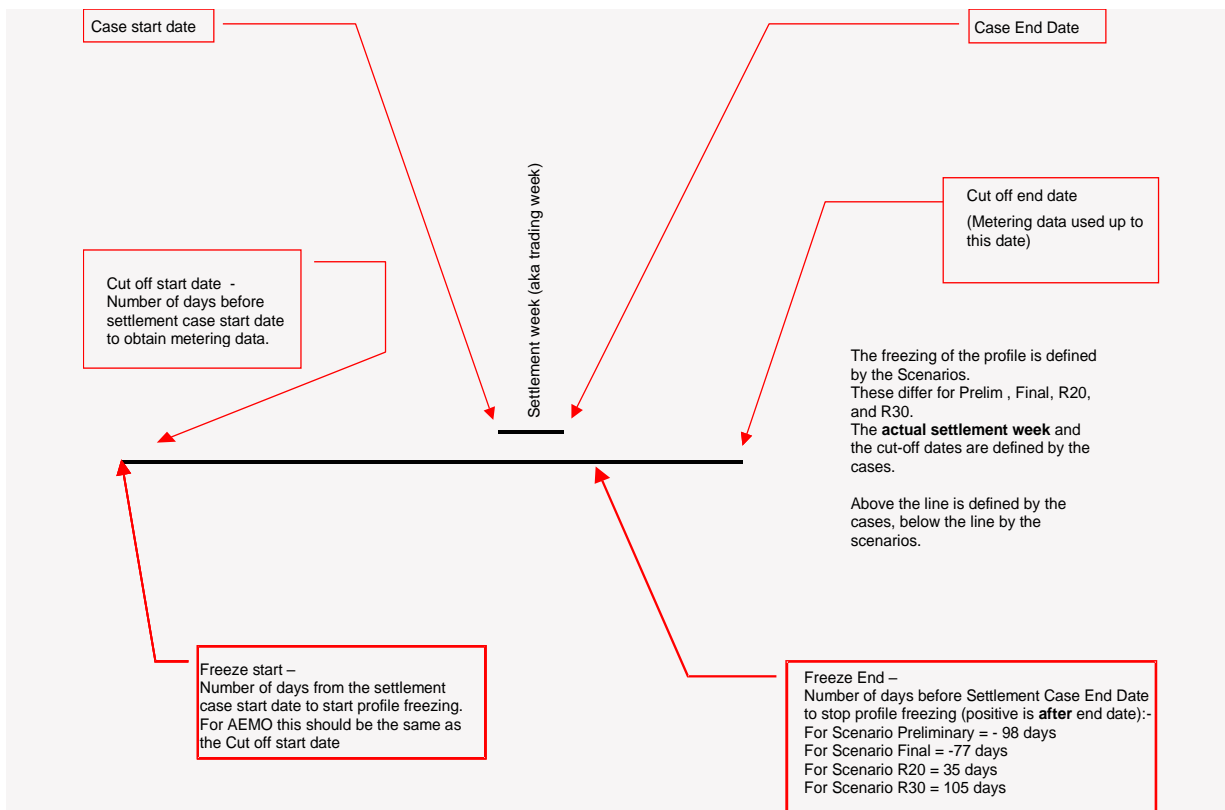 Case start date
Case End Date
Settlement week (aka trading week)
Cut off end date
(Metering data used up to
this date)
Cut off start date -
Number of days before
settlement case start date
to obtain metering data.
The freezing of the profile is defined
by the Scenarios.
These differ for Prelim , Final, R20,
and R30.
The actual settlement week and
the cut-off dates are defined by the
cases.
Above the line is defined by the
cases, below the line by the
scenarios.
Freeze start –
Number of days from the settlement
case start date to start profile freezing.
For AEMO this should be the same as
the Cut off start date
Freeze End –
Number of days before Settlement Case End Date
to stop profile freezing (positive is after end date):-
For Scenario Preliminary = - 98 days
For Scenario Final = -77 days
For Scenario R20 = 35 days
For Scenario R30 = 105 days